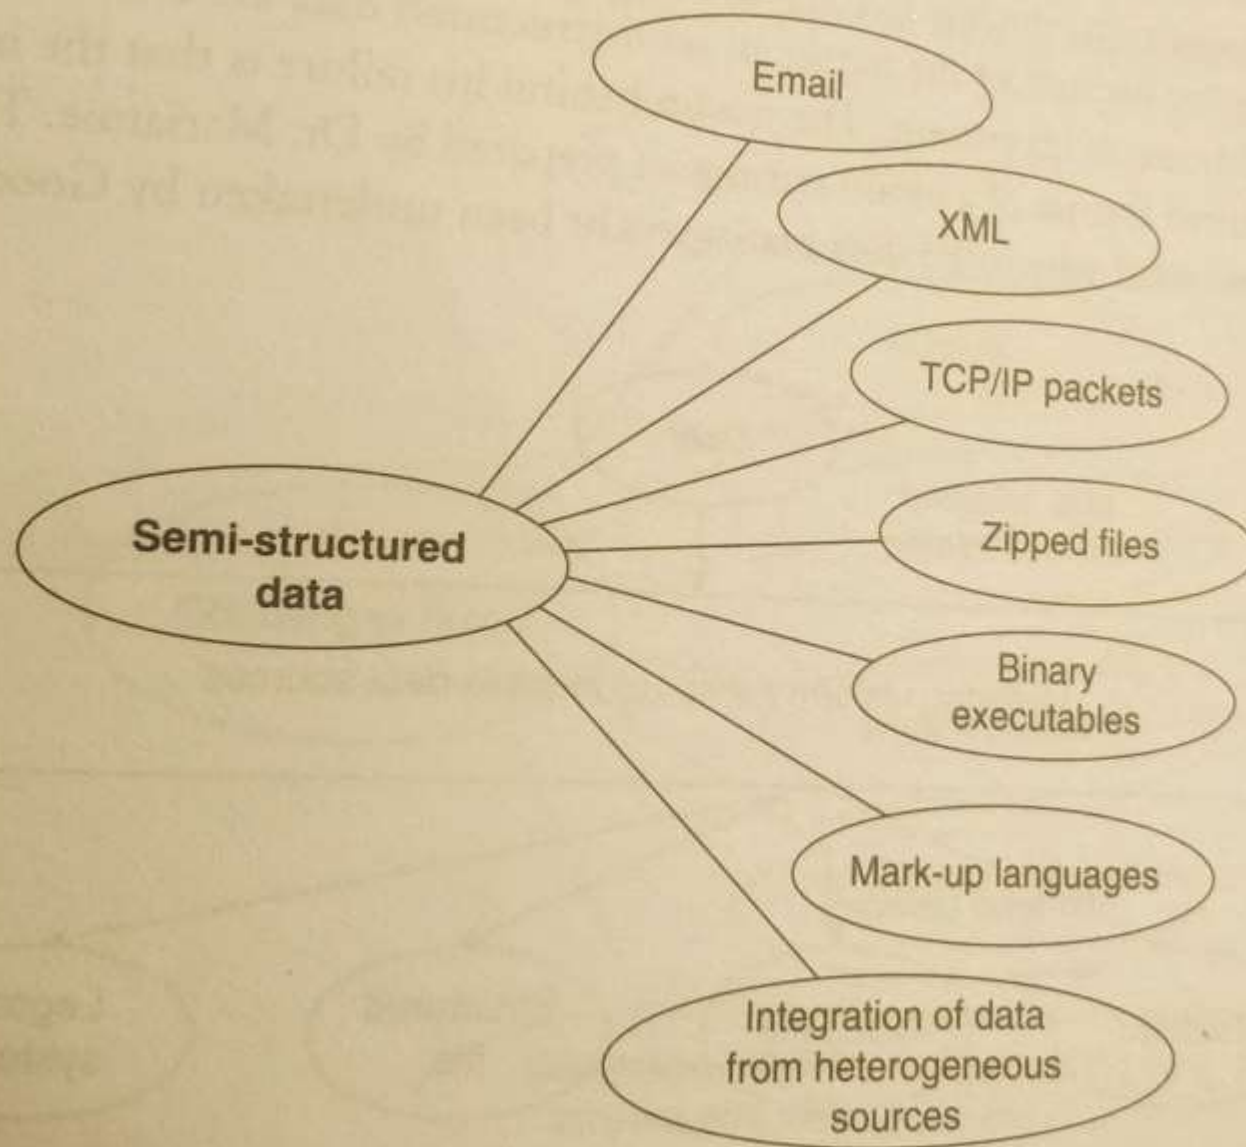 Email
XML
TCP/IP packets
Semi-structured
data
Zipped files
Binary
executables
Mark-up languages
Integration of data
from heterogeneous
sources